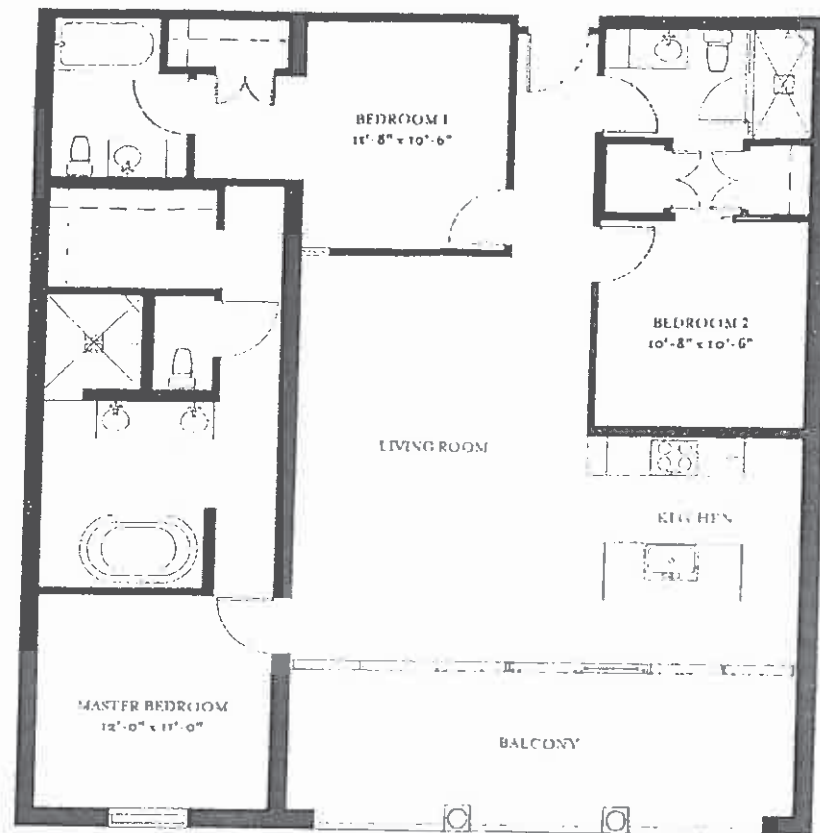 BEDROOM 1
11'-8" x 10'-6"
BEDROOM 2
10'-8" x 10'-6"
LIVING ROOM
KITCHEN
MASTER BEDROOM
12'-0" x 11'-0"
BALCONY